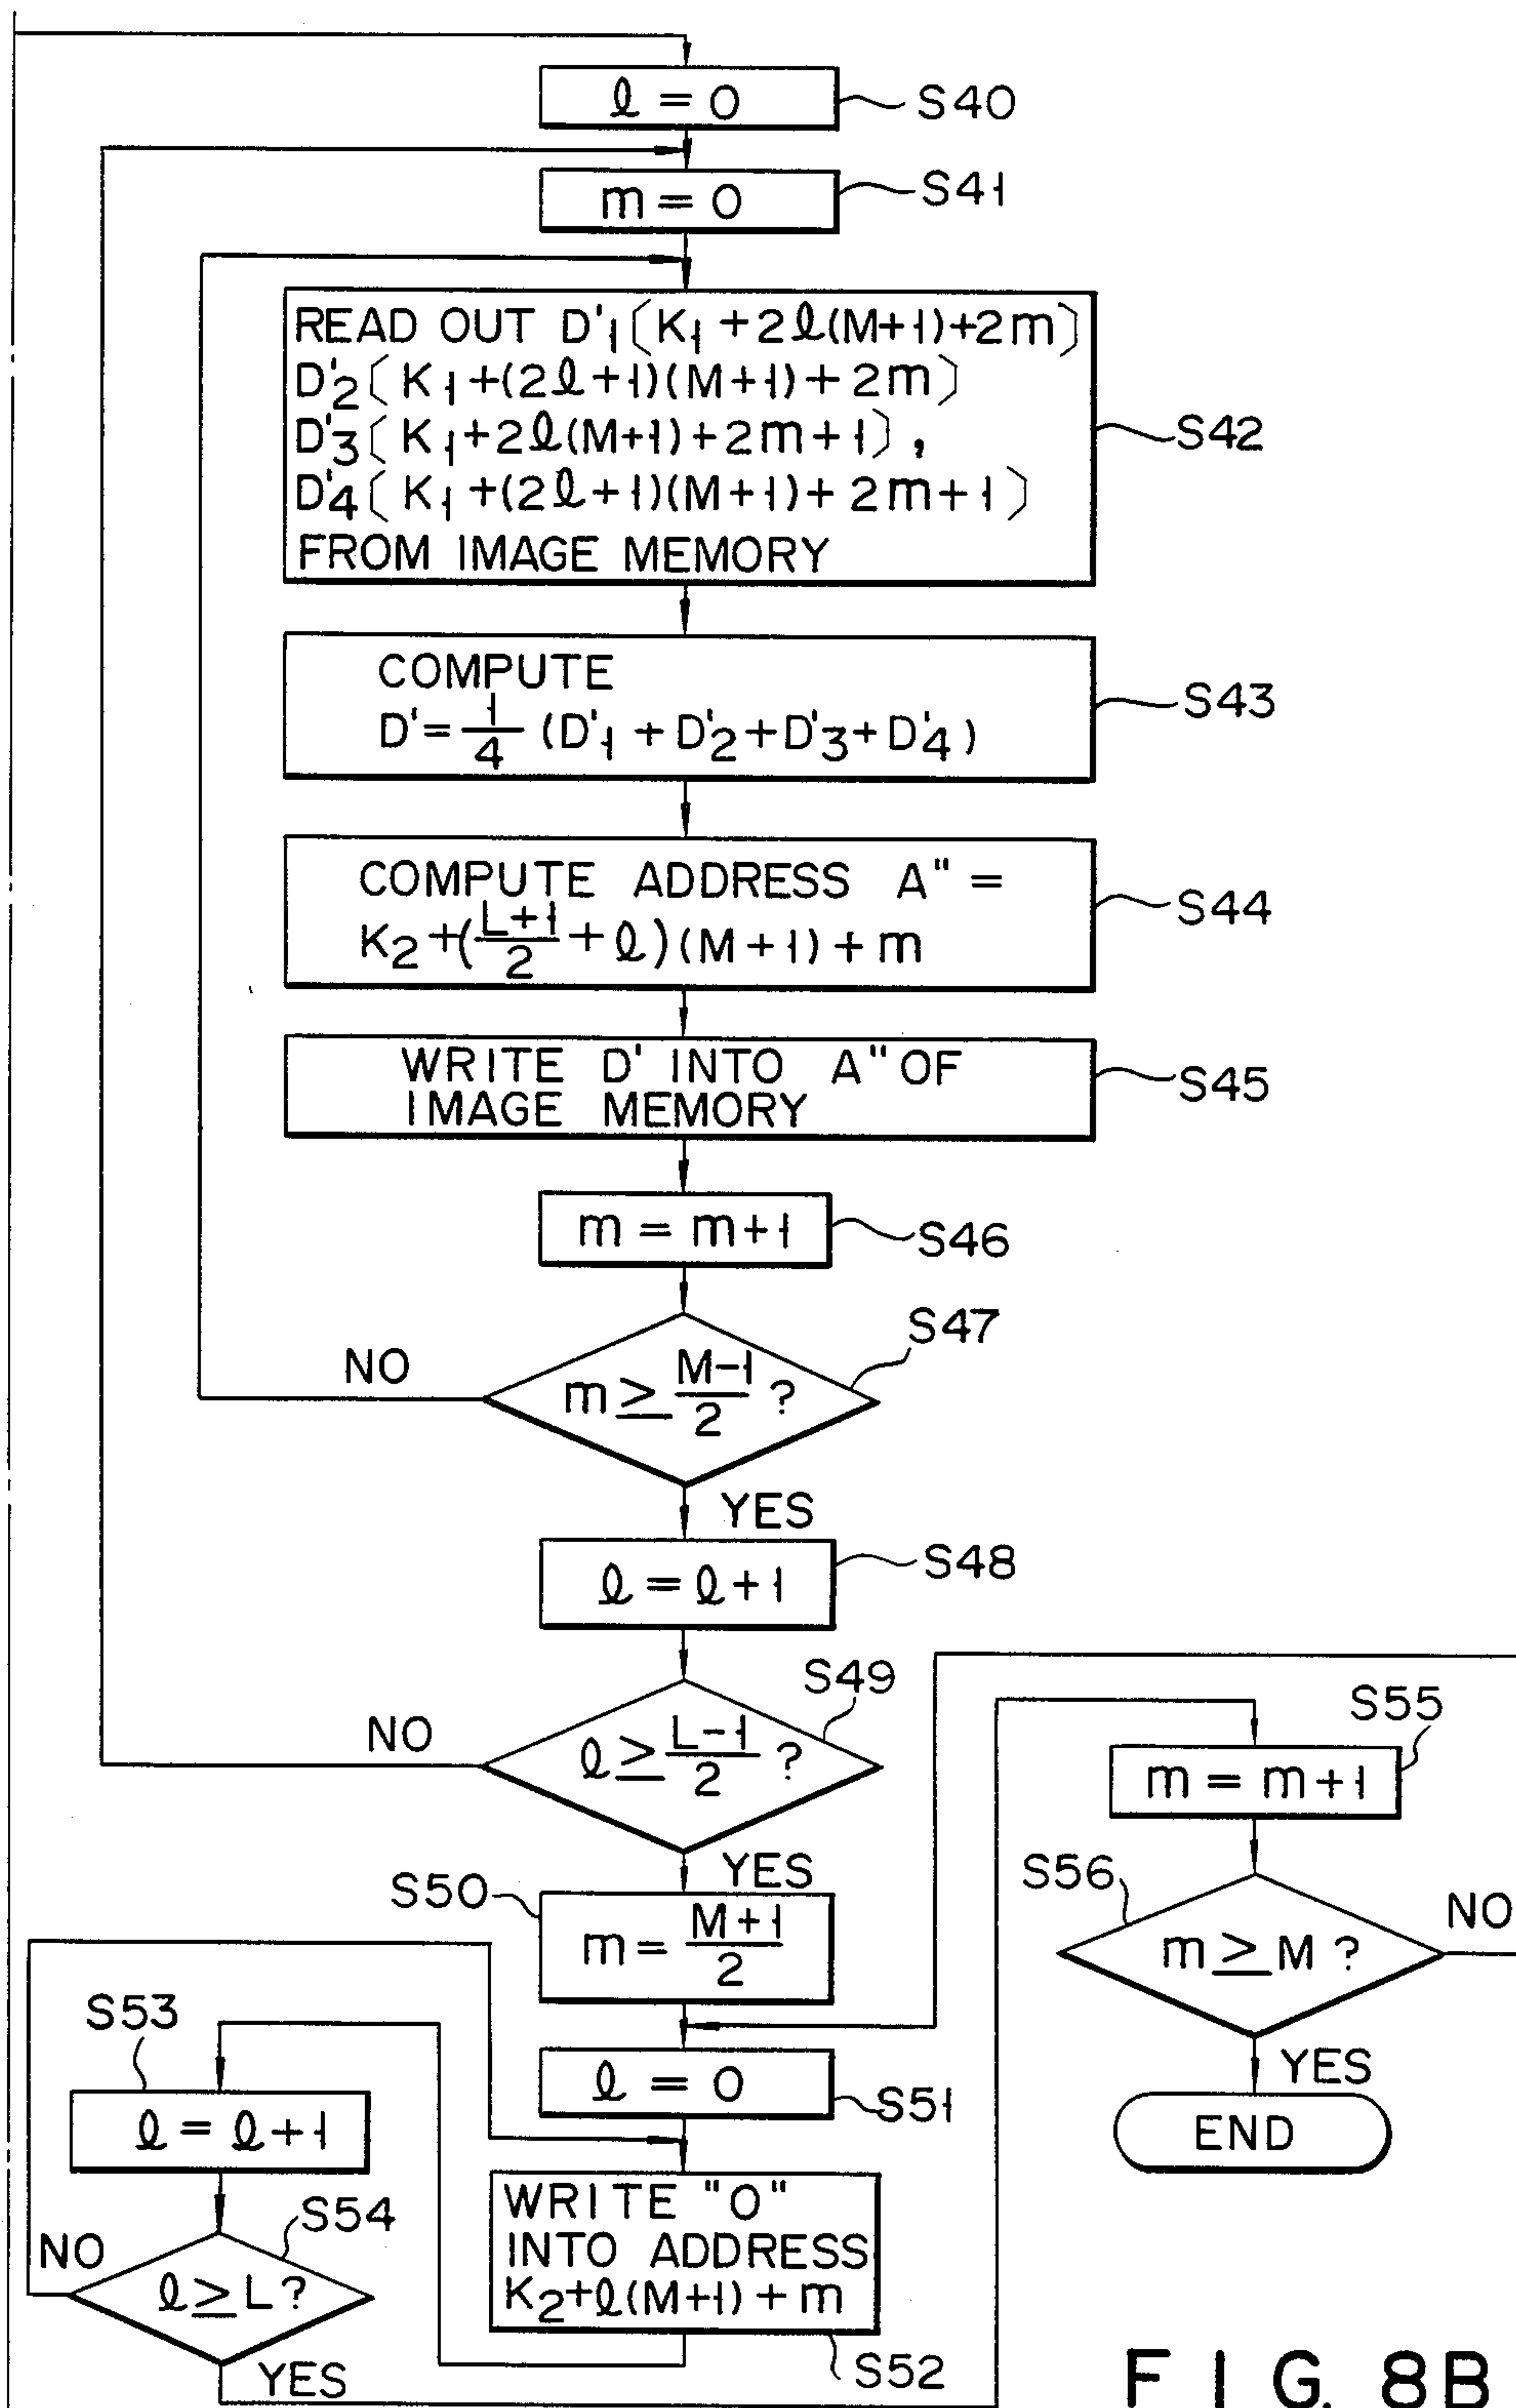 ℓ = 0
S40
m = 0
S41
READ OUT D'1[K1+2ℓ(M+1)+2m]
D'2[K1+(2ℓ+1)(M+1)+2m]
D'3[K1+2ℓ(M+1)+2m+1],
D'4[K1+(2ℓ+1)(M+1)+2m+1]
FROM IMAGE MEMORY
S42
COMPUTE
D'=1/4 (D'1+D'2+D'3+D'4)
S43
COMPUTE ADDRESS A"=
K2+(L+1/2+ℓ)(M+1)+m
S44
WRITE D' INTO A" OF
IMAGE MEMORY
S45
m = m+1
S46
S47
NO
m ≥ M-1/2 ?
YES
ℓ = ℓ+1
S48
S49
NO
ℓ ≥ L-1/2 ?
YES
S50
m = M+1/2
ℓ = 0
S51
WRITE "0"
INTO ADDRESS
K2+ℓ(M+1)+m
S52
S53
ℓ = ℓ+1
S54
NO
ℓ ≥ L?
YES
S55
m = m+1
S56
NO
m ≥ M ?
YES
END
FIG. 8B